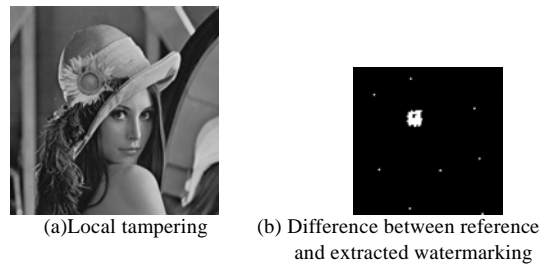 (a)Local tampering
(b) Difference between reference
and extracted watermarking